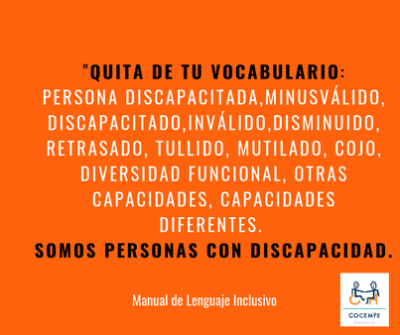 "QUITA DE TU VOCABULARIO:
PERSONA DISCAPACITADA,MINUSVÁLIDO,
DISCAPACITADO,INVÁLIDO,DISMINUIDO,
RETRASADO, TULLIDO, MUTILADO, COJO,
DIVERSIDAD FUNCIONAL, OTRAS
CAPACIDADES, CAPACIDADES
DIFERENTES.
SOMOS PERSONAS CON DISCAPACIDAD.
Manual de Lenguaje Inclusivo
COCEMFE